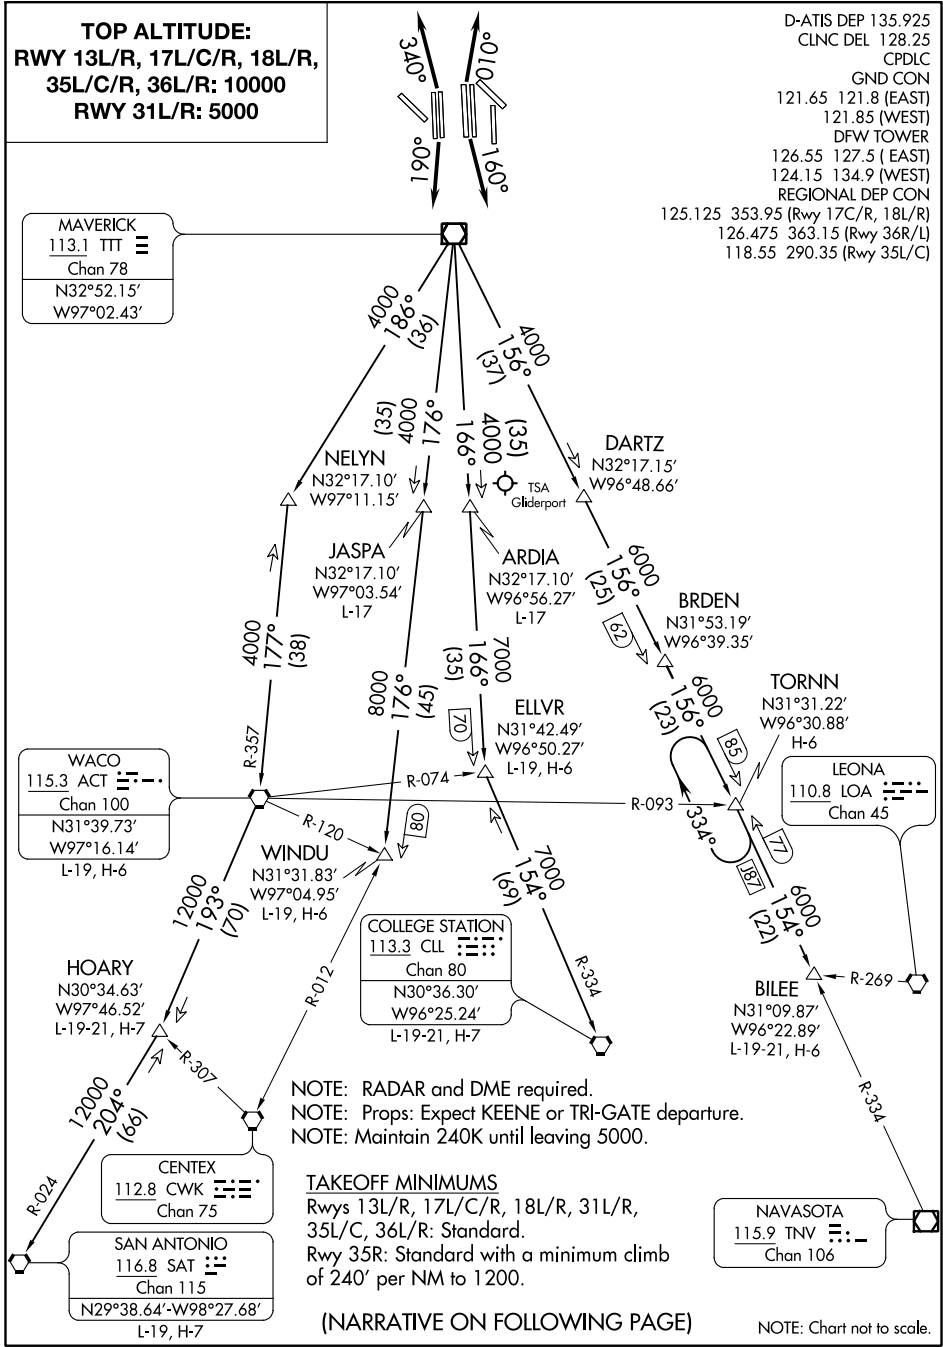 TOP ALTITUDE:
RWY 13L/R, 17L/C/R, 18L/R,
35L/C/R, 36L/R: 10000
RWY 31L/R: 5000
D-ATIS DEP 135.925
CLNC DEL 128.25
CPDLC
GND CON
121.65 121.8 (EAST)
121.85 (WEST)
DFW TOWER
126.55 127.5 ( EAST)
124.15 134.9 (WEST)
REGIONAL DEP CON
125.125 353.95 (Rwy 17C/R, 18L/R)
126.475 363.15 (Rwy 36R/L)
118.55 290.35 (Rwy 35L/C)
340°
010°
190°
160°
MAVERICK
113.1 TTT
Chan 78
N32°52.15′
W97°02.43′
4000
186°
(36)
(35)
4000
176°
166°
4000
(35)
4000
156°
(37)
NELYN
N32°17.10′
W97°11.15′
JASPA
N32°17.10′
W97°03.54′
L-17
TSA
Gliderport
ARDIA
N32°17.10′
W96°56.27′
L-17
DARTZ
N32°17.15′
W96°48.66′
6000
156°
(25)
62
BRDEN
N31°53.19′
W96°39.35′
4000
177°
(38)
R-357
8000
176°
(45)
7000
166°
(35)
70
ELLVR
N31°42.49′
W96°50.27′
L-19, H-6
6000
156°
(23)
85
TORNN
N31°31.22′
W96°30.88′
H-6
WACO
115.3 ACT
Chan 100
N31°39.73′
W97°16.14′
L-19, H-6
R-074
R-093
R-120
80
WINDU
N31°31.83′
W97°04.95′
L-19, H-6
334°
J87
77
LEONA
110.8 LOA
Chan 45
12000
193°
(70)
7000
154°
(69)
R-334
6000
154°
(22)
R-269
BILEE
N31°09.87′
W96°22.89′
L-19-21, H-6
R-334
HOARY
N30°34.63′
W97°46.52′
L-19-21, H-7
R-012
R-307
COLLEGE STATION
113.3 CLL
Chan 80
N30°36.30′
W96°25.24′
L-19-21, H-7
12000
204°
(66)
R-024
CENTEX
112.8 CWK
Chan 75
SAN ANTONIO
116.8 SAT
Chan 115
N29°38.64′-W98°27.68′
L-19, H-7
NAVASOTA
115.9 TNV
Chan 106
NOTE: RADAR and DME required.
NOTE: Props: Expect KEENE or TRI-GATE departure.
NOTE: Maintain 240K until leaving 5000.
TAKEOFF MINIMUMS
Rwys 13L/R, 17L/C/R, 18L/R, 31L/R,
35L/C, 36L/R: Standard.
Rwy 35R: Standard with a minimum climb
of 240′ per NM to 1200.
(NARRATIVE ON FOLLOWING PAGE)
NOTE: Chart not to scale.